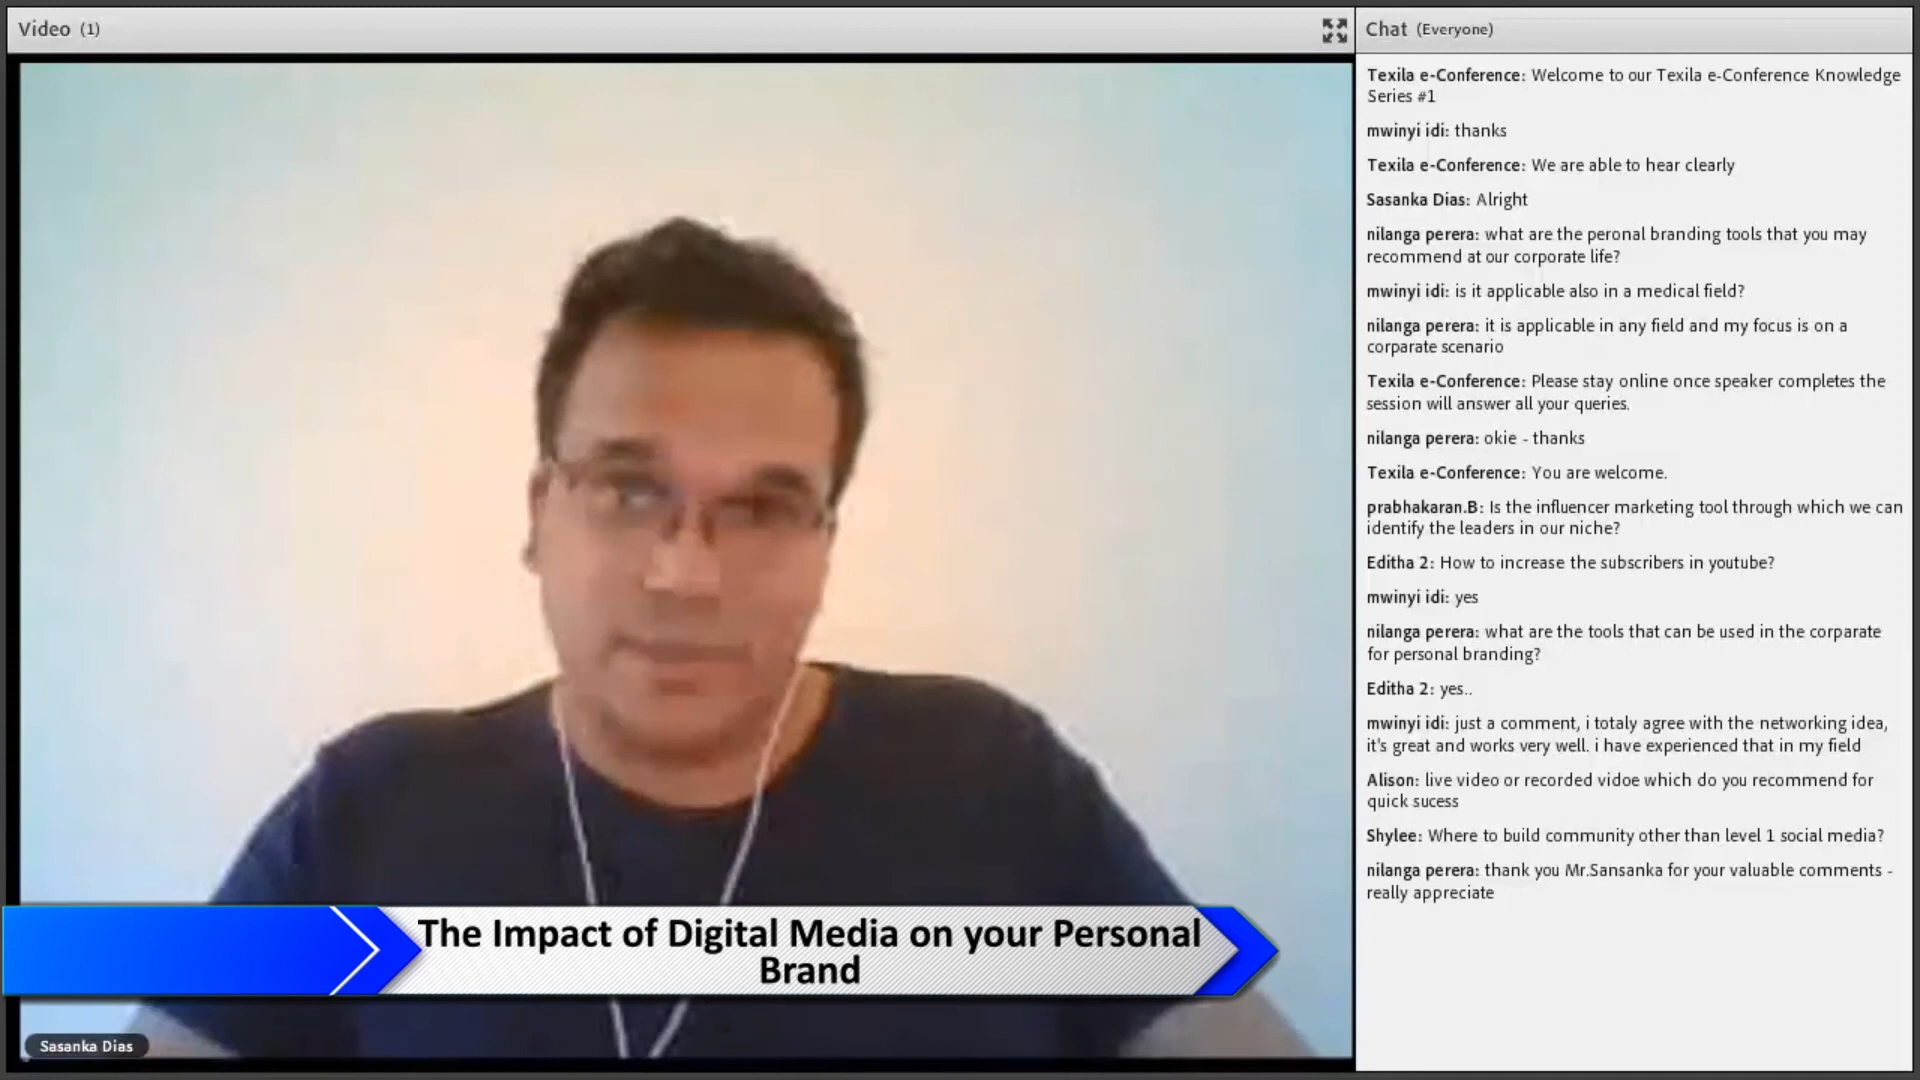 Video (1)
Chat (Everyone)
Texila e-Conference: Welcome to our Texila e-Conference Knowledge
Series #1
mwinyi idi: thanks
Texila e-Conference: We are able to hear clearly
Sasanka Dias: Alright
nilanga perera: what are the peronal branding tools that you may
recommend at our corporate life?
mwinyi idi: is it applicable also in a medical field?
nilanga perera: it is applicable in any field and my focus is on a
corparate scenario
Texila e-Conference: Please stay online once speaker completes the
session will answer all your queries.
nilanga perera: okie - thanks
Texila e-Conference: You are welcome.
prabhakaran.B: Is the influencer marketing tool through which we can
identify the leaders in our niche?
Editha 2: How to increase the subscribers in youtube?
mwinyi idi: yes
nilanga perera: what are the tools that can be used in the corparate
for personal branding?
Editha 2: yes..
mwinyi idi: just a comment, i totaly agree with the networking idea,
it's great and works very well. i have experienced that in my field
Alison: live video or recorded vidoe which do you recommend for
quick sucess
Shylee: Where to build community other than level 1 social media?
nilanga perera: thank you Mr.Sansanka for your valuable comments -
really appreciate
The Impact of Digital Media on your Personal
Brand
Sasanka Dias